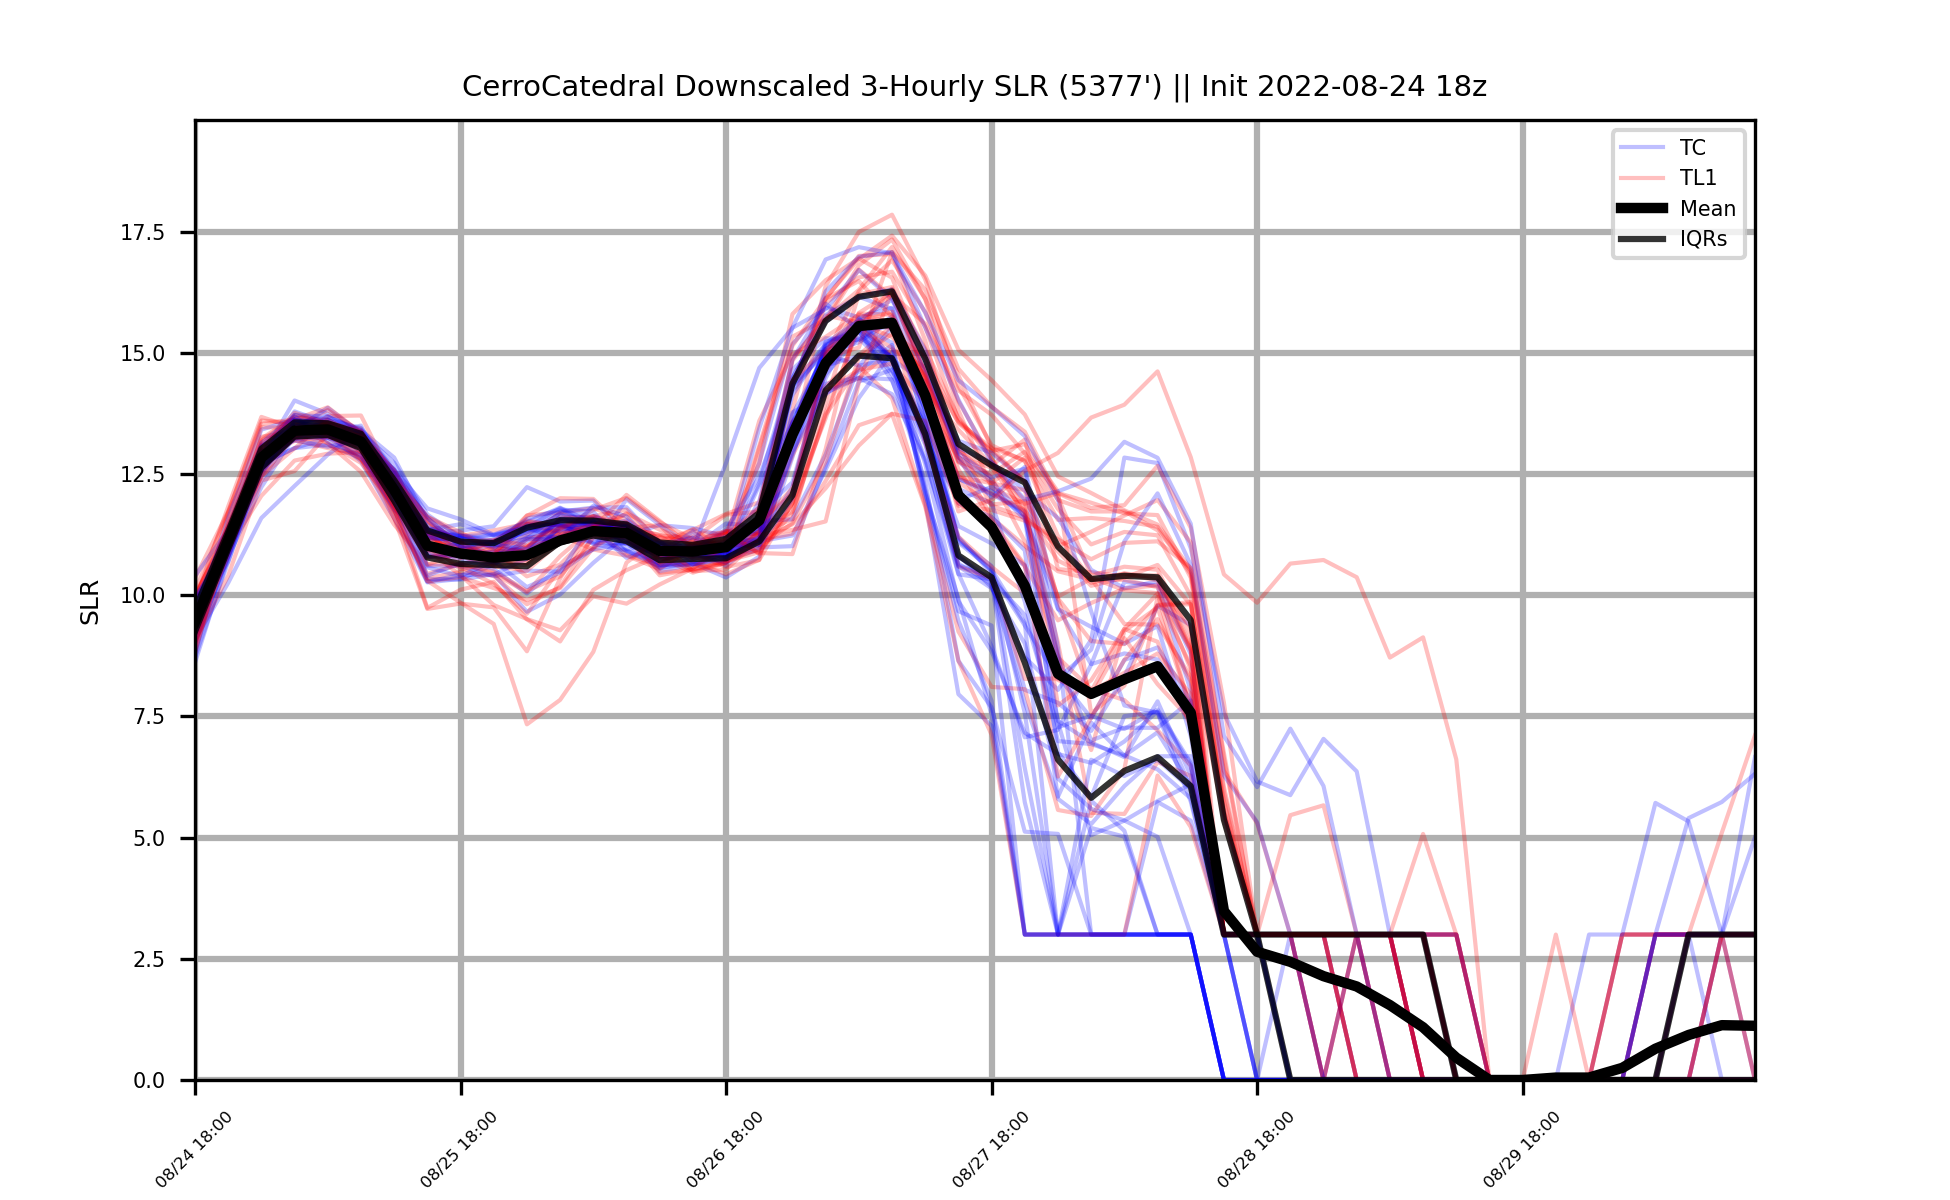 CerroCatedral Downscaled 3-Hourly SLR (5377') || Init 2022-08-24 18z
TC
TL1
Mean
IQRs
SLR
17.5
15.0
12.5
10.0
7.5
5.0
2.5
0.0
08/24 18:00
08/25 18:00
08/26 18:00
08/27 18:00
08/28 18:00
08/29 18:00